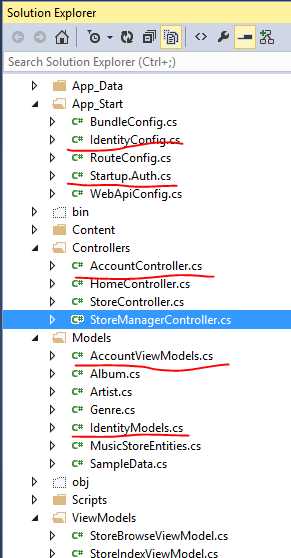 Solution Explorer
Search Solution Explorer (Ctrl+;)
App_Data
App_Start
C# BundleConfig.cs
C# IdentityConfig.cs
C# RouteConfig.cs
C# Startup.Auth.cs
C# WebApiConfig.cs
bin
Content
Controllers
C# AccountController.cs
C# HomeController.cs
C# StoreController.cs
C# StoreManagerController.cs
Models
C# AccountViewModels.cs
C# Album.cs
C# Artist.cs
C# Genre.cs
C# IdentityModels.cs
C# MusicStoreEntities.cs
C# SampleData.cs
obj
Scripts
ViewModels
C# StoreBrowseViewModel.cs
C# StoreIndexViewModel.cs